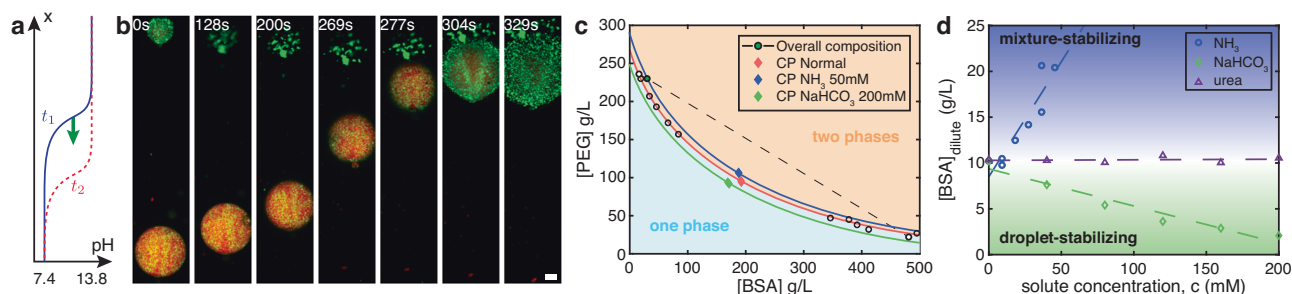 a
x
t1
t2
pH
7.4 13.8
b
0s 128s 200s 269s 277s 304s 329s
c
[PEG] g/L
400
350
300
250
200
150
100
50
0
0 100 200 300 400 500
[BSA] g/L
Overall composition
CP Normal
CP NH3 50mM
CP NaHCO3 200mM
two phases
one phase
d
[BSA]dilute (g/L)
25
20
15
10
5
0
0 50 100 150 200
solute concentration, c (mM)
mixture-stabilizing
NH3
NaHCO3
urea
droplet-stabilizing